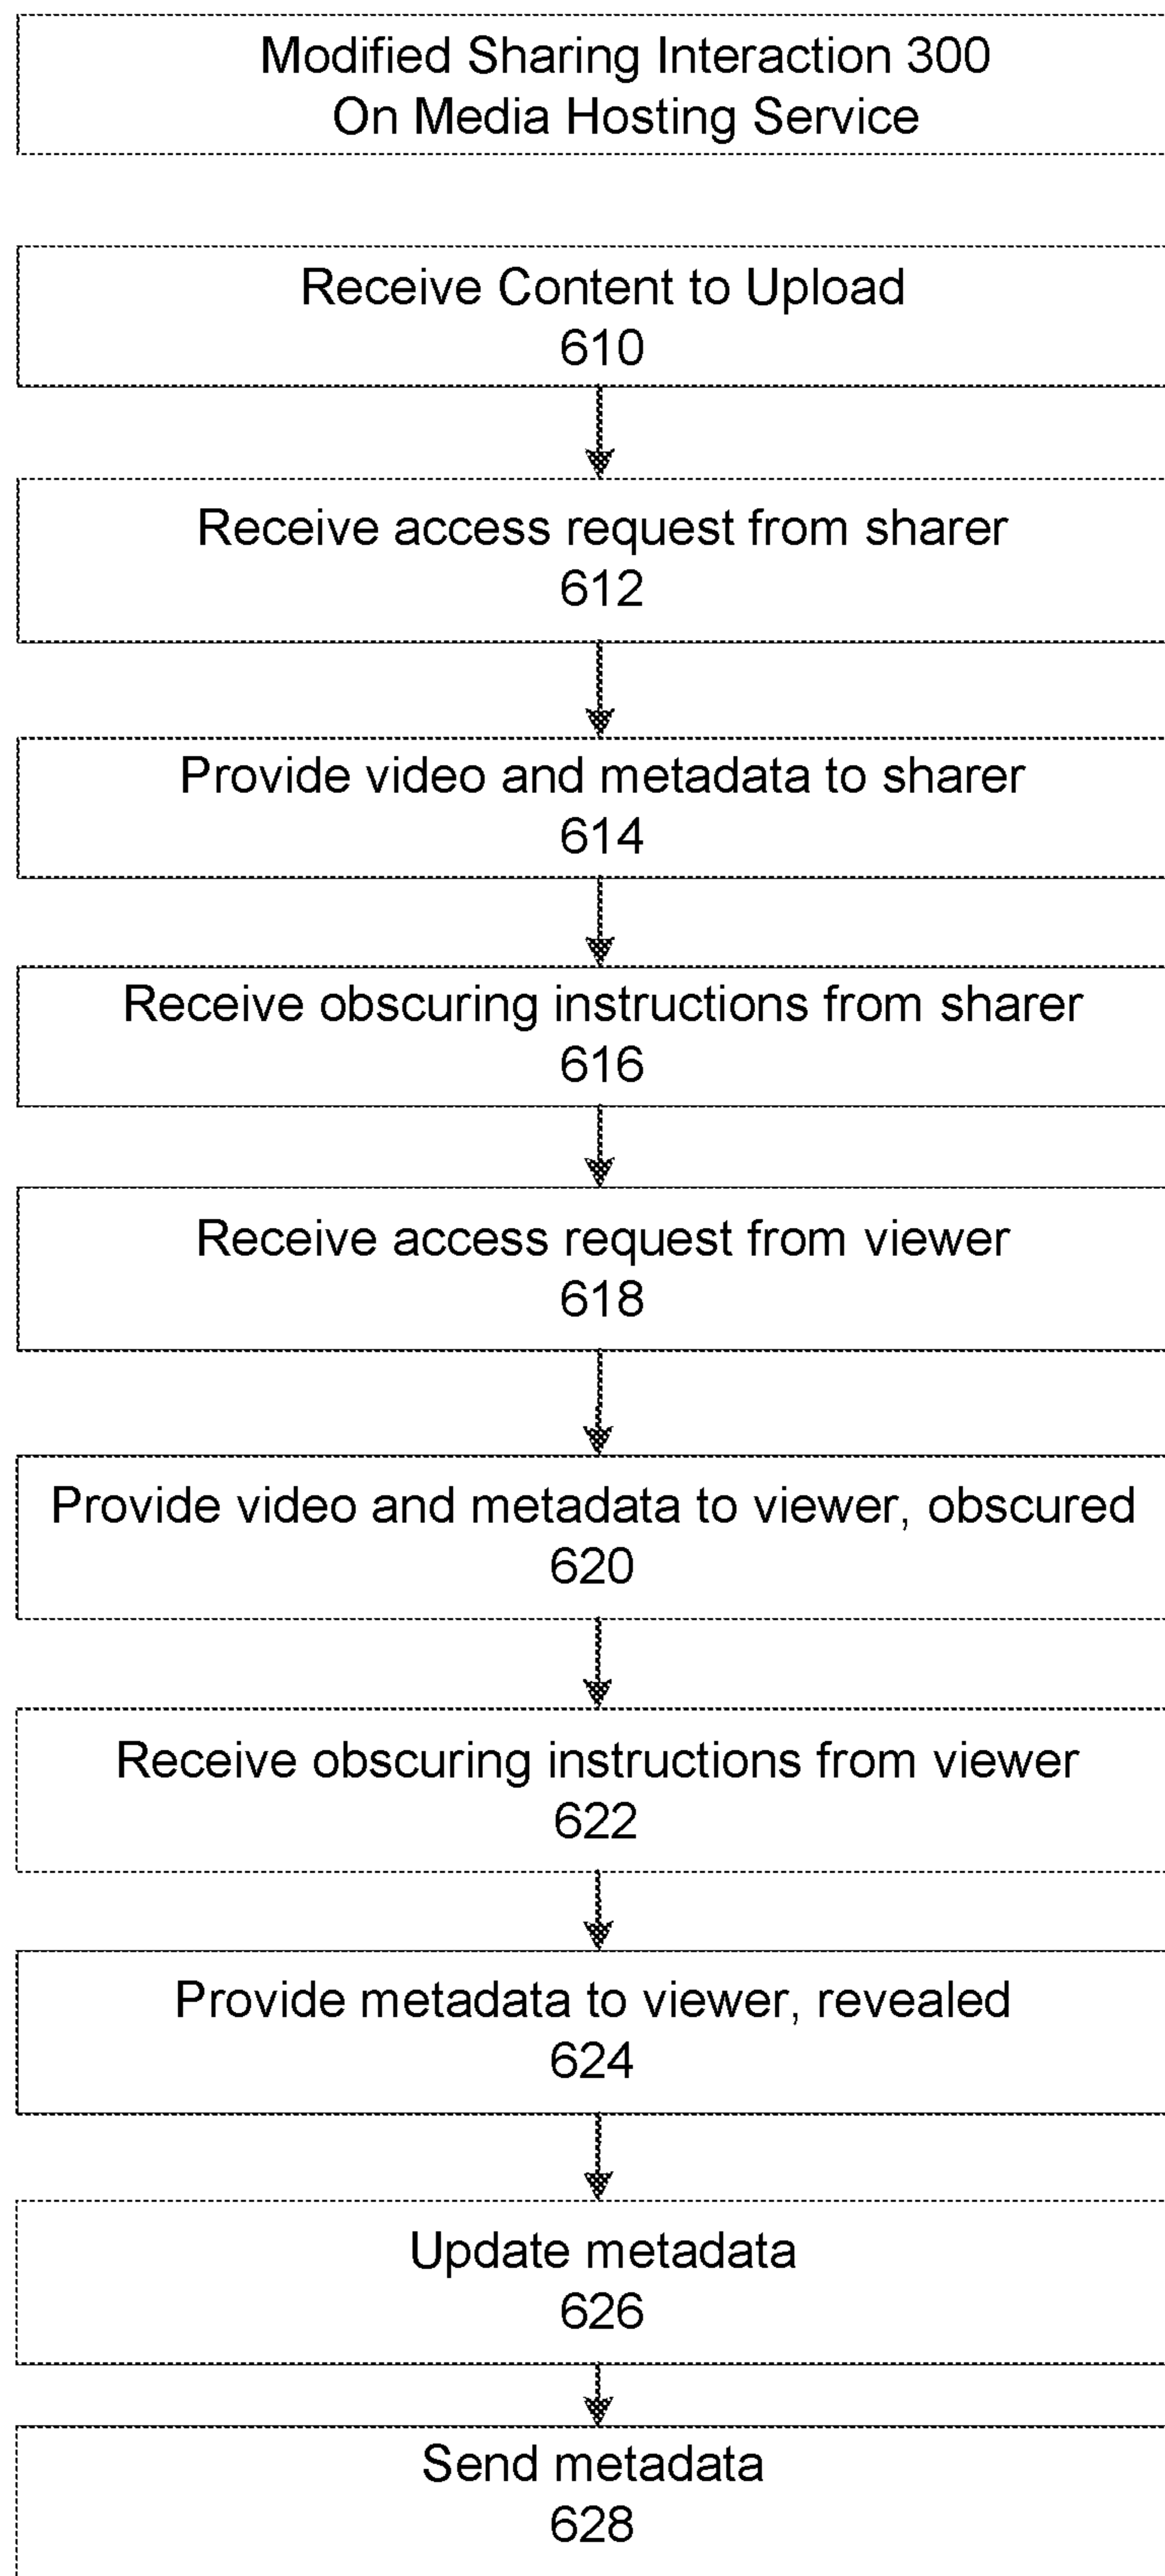 Modified Sharing Interaction 300
On Media Hosting Service
Receive Content to Upload
610
Receive access request from sharer
612
Provide video and metadata to sharer
614
Receive obscuring instructions from sharer
616
Receive access request from viewer
618
Provide video and metadata to viewer, obscured
620
Receive obscuring instructions from viewer
622
Provide metadata to viewer, revealed
624
Update metadata
626
Send metadata
628